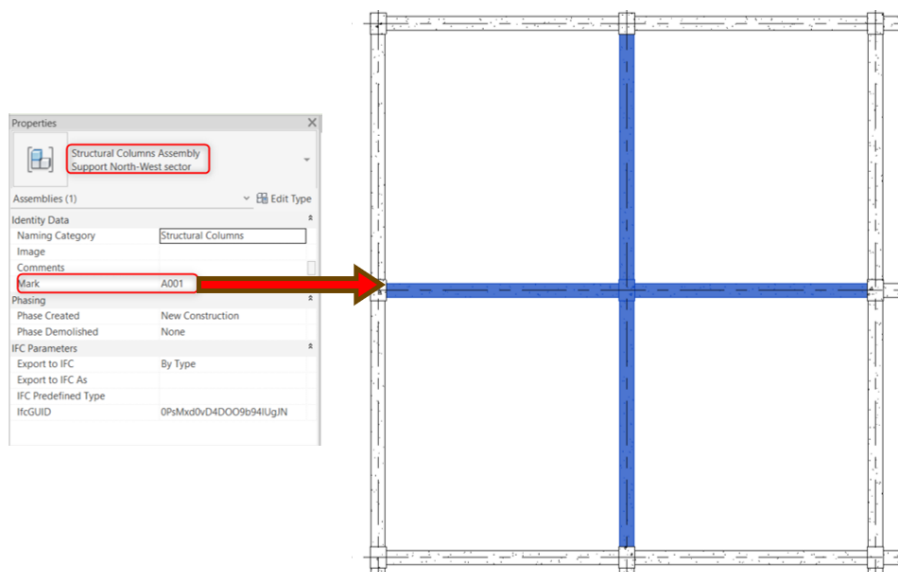 Properties
Structural Columns Assembly
Support North-West sector
Assemblies (1)
Edit Type
Identity Data
Naming Category Structural Columns
Image
Comments
Mark A001
Phasing
Phase Created New Construction
Phase Demolished None
IFC Parameters
Export to IFC By Type
Export to IFC As
IFC Predefined Type
IfcGUID 0PsMxd0vD4DOO9b94IUgJN